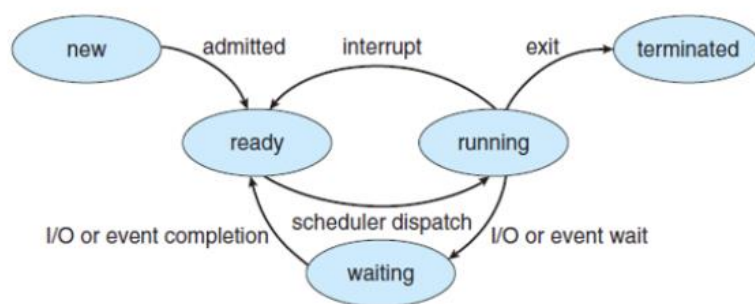 new
admitted
interrupt
exit
terminated
ready
running
I/O or event completion
scheduler dispatch
I/O or event wait
waiting